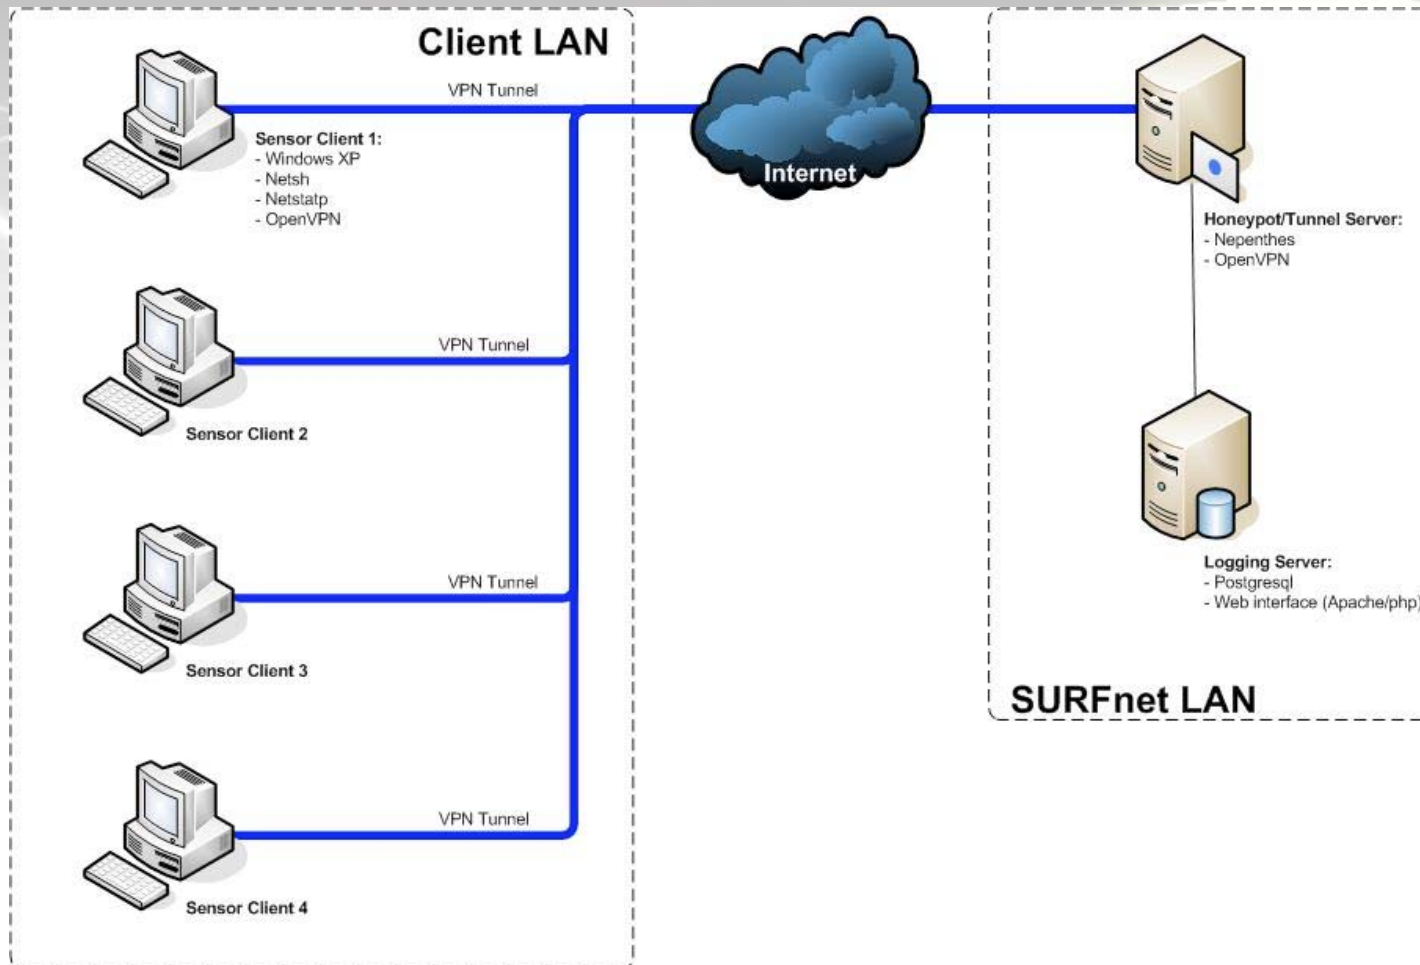 Client LAN
VPN Tunnel
Sensor Client 1:
- Windows XP
- Netsh
- Netstatp
- OpenVPN
Internet
Honeypot/Tunnel Server:
- Nepenthes
- OpenVPN
VPN Tunnel
Sensor Client 2
VPN Tunnel
Sensor Client 3
Logging Server:
- Postgresql
- Web interface (Apache/php)
SURFnet LAN
VPN Tunnel
Sensor Client 4